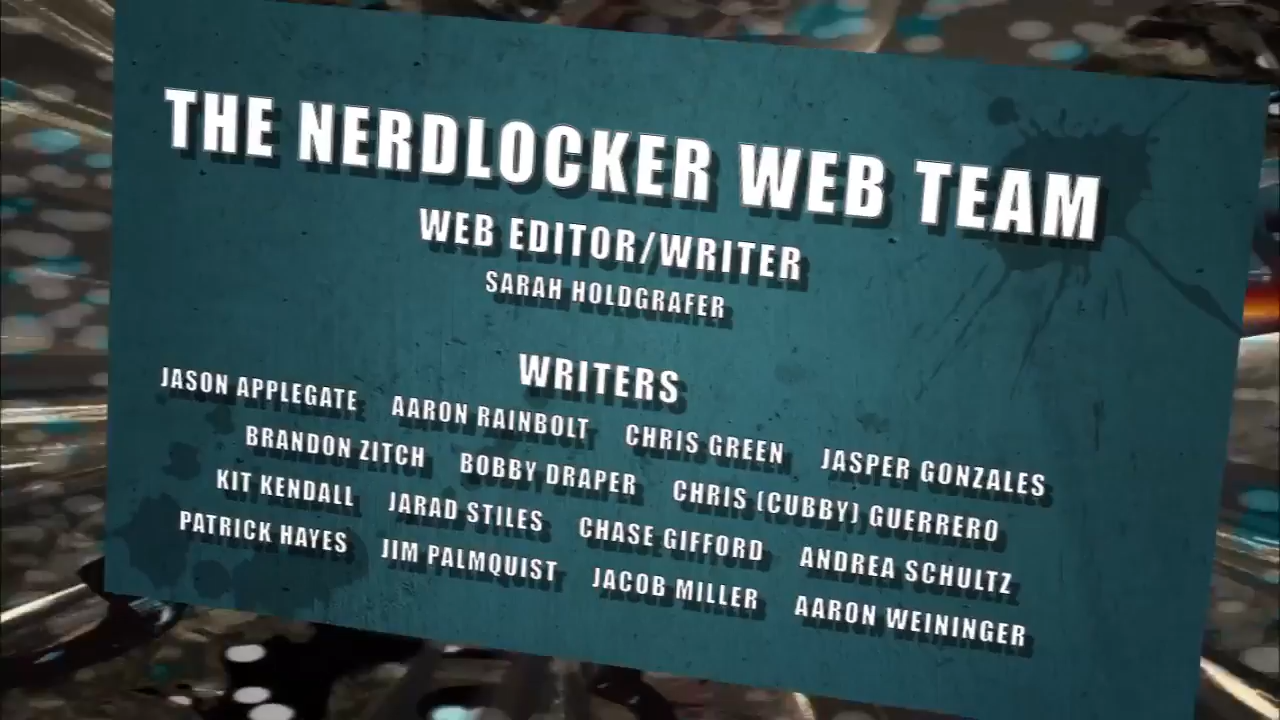 THE NERDLOCKER WEB TEAM
WEB EDITOR/WRITER
SARAH HOLDGRAFER
WRITERS
JASON APPLEGATE AARON RAINBOLT CHRIS GREEN JASPER GONZALES
BRANDON ZITCH BOBBY DRAPER CHRIS (CUBBY) GUERRERO
KIT KENDALL JARAD STILES CHASE GIFFORD ANDREA SCHULTZ
PATRICK HAYES JIM PALMQUIST JACOB MILLER AARON WEININGER